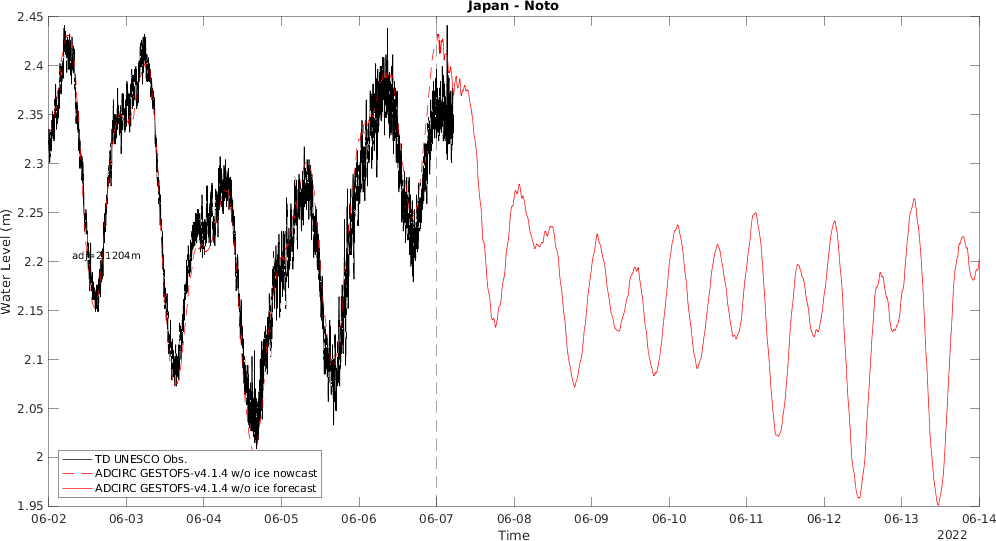 Japan - Noto
2.45
2.4
2.35
2.3
2.25
2.2
2.15
2.1
2.05
2
1.95
Water Level (m)
adj=2.1204m
TD UNESCO Obs.
ADCIRC GESTOFS-v4.1.4 w/o ice nowcast
ADCIRC GESTOFS-v4.1.4 w/o ice forecast
06-02 06-03 06-04 06-05 06-06 06-07 06-08 06-09 06-10 06-11 06-12 06-13 06-14
Time
2022